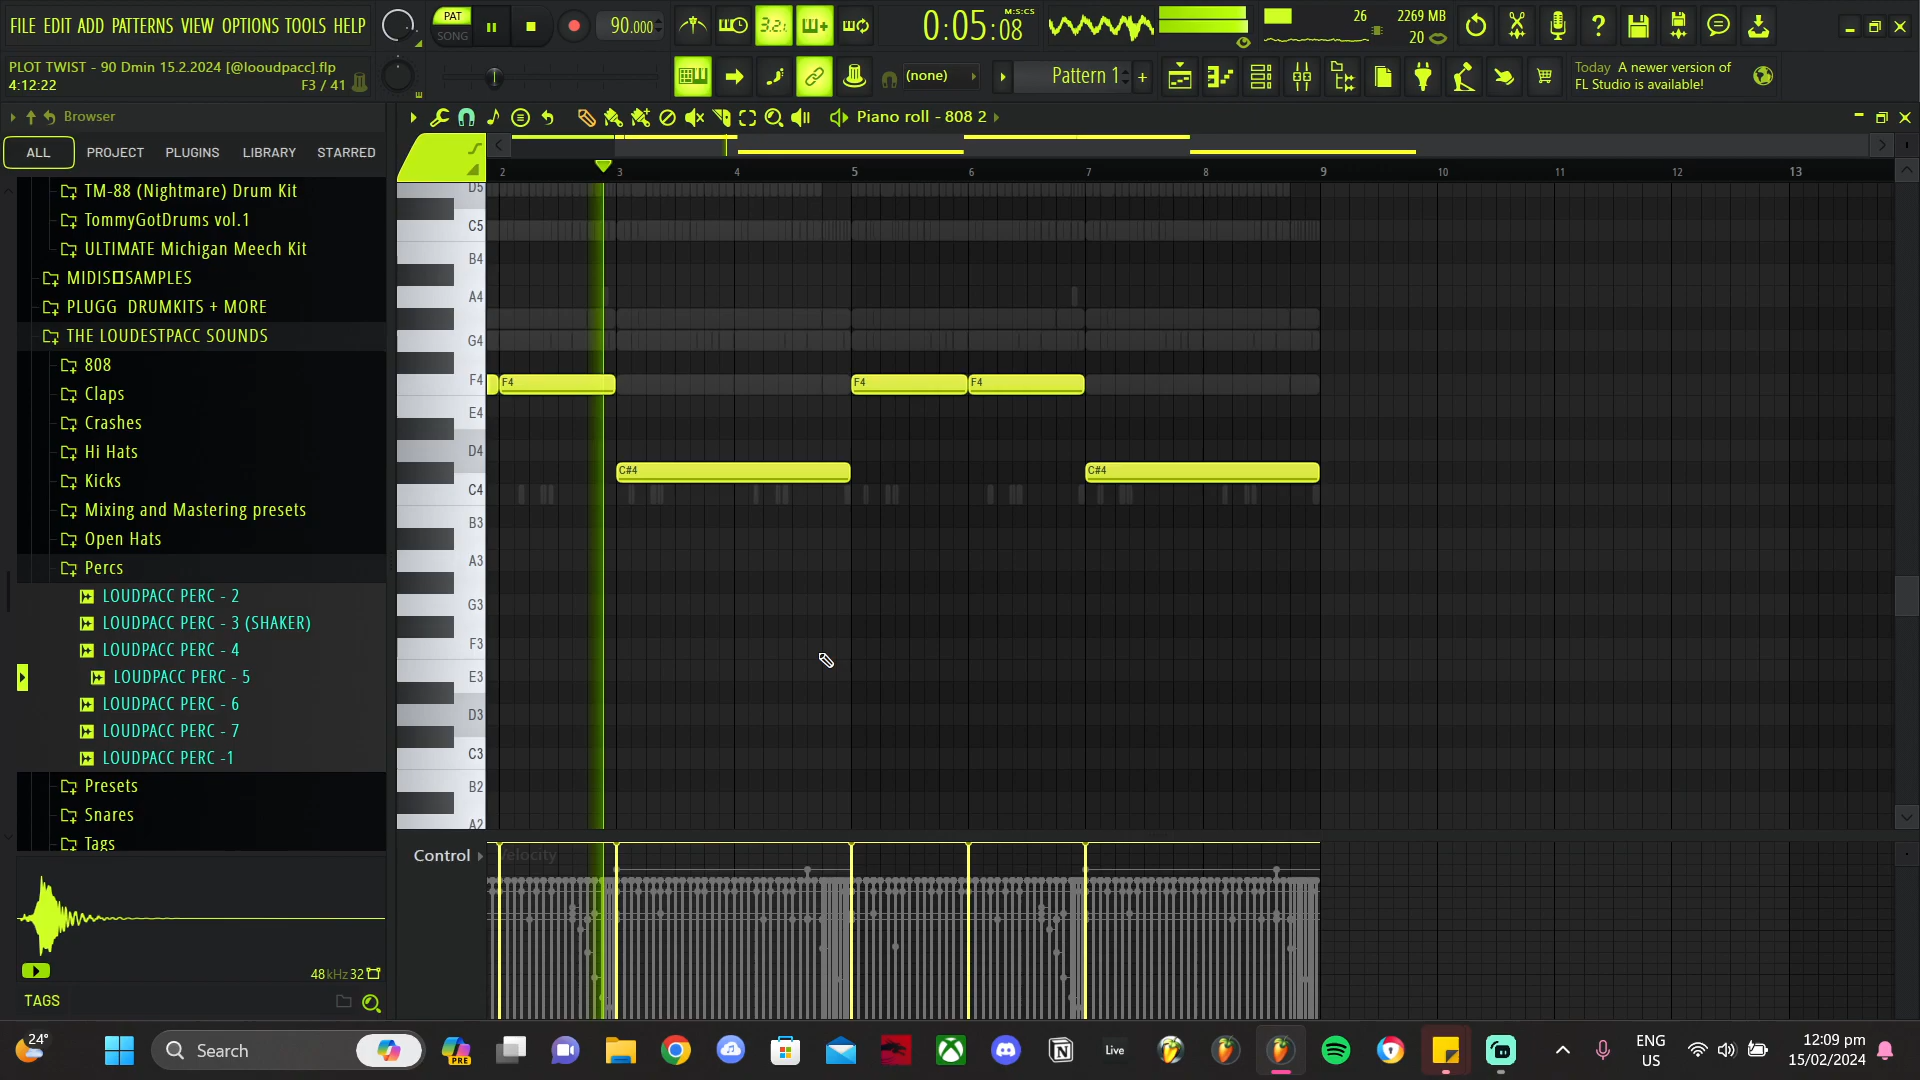 FILE EDIT ADD PATTERNS VIEW OPTIONS TOOLS HELP
PAT
SONG
90.000
3.2.
0:05:08
M:S:CS
26
2269 MB
20
PLOT TWIST - 90 Dmin 15.2.2024 [@looudpacc].flp
4:12:22
F3 / 41
(none)
Pattern 1
+
Today A newer version of
FL Studio is available!
Browser
Piano roll - 808 2
ALL
PROJECT
PLUGINS
LIBRARY
STARRED
2
3
4
5
6
7
8
9
10
11
12
13
TM-88 (Nightmare) Drum Kit
TommyGotDrums vol.1
ULTIMATE Michigan Meech Kit
MIDIS▯SAMPLES
PLUGG DRUMKITS + MORE
THE LOUDESTPACC SOUNDS
808
Claps
Crashes
Hi Hats
Kicks
Mixing and Mastering presets
Open Hats
Percs
LOUDPACC PERC - 2
LOUDPACC PERC - 3 (SHAKER)
LOUDPACC PERC - 4
LOUDPACC PERC - 5
LOUDPACC PERC - 6
LOUDPACC PERC - 7
LOUDPACC PERC -1
Presets
Snares
Tags
D5
C5
B4
A4
G4
F4
E4
D4
C4
B3
A3
G3
F3
E3
D3
C3
B2
A2
F4
F4
F4
C#4
C#4
Control
Velocity
48kHz 32
TAGS
24°
Search
PRE
Live
ENG
US
12:09 pm
15/02/2024